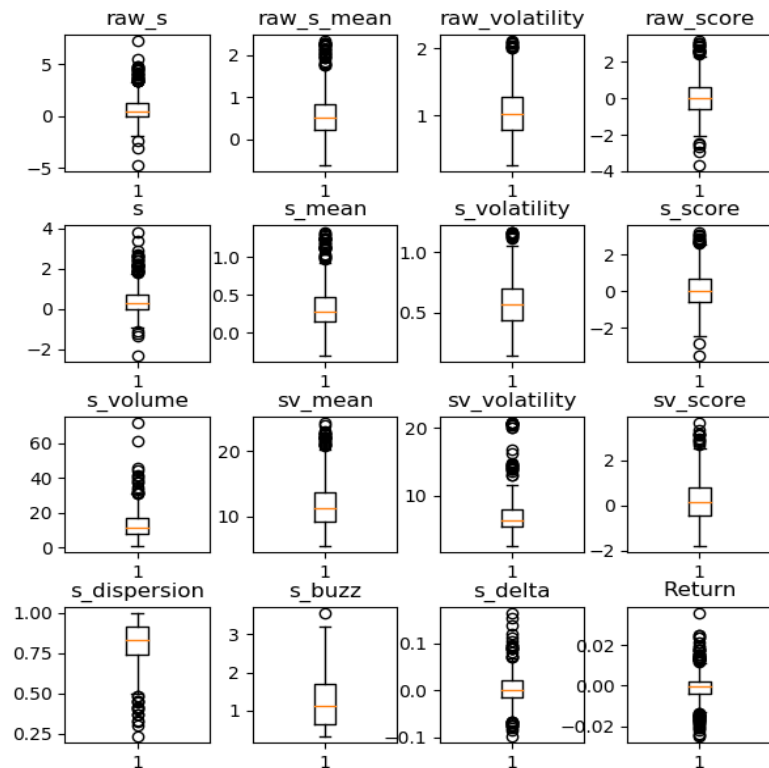 raw_s raw_s_mean raw_volatility raw_score
5 0 −5 1
2 1 0 1
2 1 1
2 0 −2 −4 1
s s_mean s_volatility s_score
4 2 0 −2 1
1.0 0.5 0.0 1
1.0 0.5 1
2 0 −2 1
s_volume sv_mean sv_volatility sv_score
60 40 20 0 1
20 10 1
20 10 1
2 0 −2 1
s_dispersion s_buzz s_delta Return
1.00 0.75 0.50 0.25 1
3 2 1 1
0.1 0.0 −0.1 1
0.02 0.00 −0.02 1